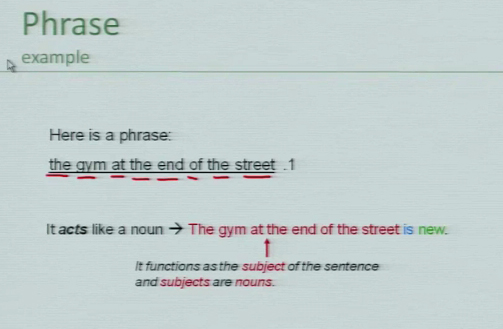 Phrase
example
Here is a phrase:
the gym at the end of the street .1
It acts like a noun → The gym at the end of the street is new.
It functions as the subject of the sentence
and subjects are nouns.